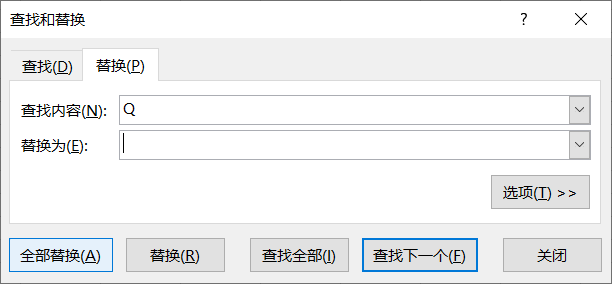 查找和替换
查找(D) 替换(P)
查找内容(N): Q
替换为(E):
选项(T) >>
全部替换(A) 替换(R) 查找全部(I) 查找下一个(F) 关闭